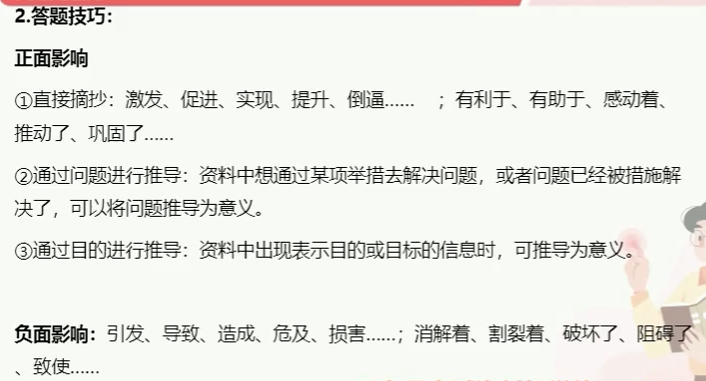 2.答题技巧：
正面影响
①直接摘抄：激发、促进、实现、提升、倒逼......　；有利于、有助于、感动着、
推动了、巩固了......
②通过问题进行推导：资料中想通过某项举措去解决问题，或者问题已经被措施解
决了，可以将问题推导为意义。
③通过目的进行推导：资料中出现表示目的或目标的信息时，可推导为意义。
负面影响：引发、导致、造成、危及、损害......；消解着、割裂着、破坏了、阻碍了
、致使......